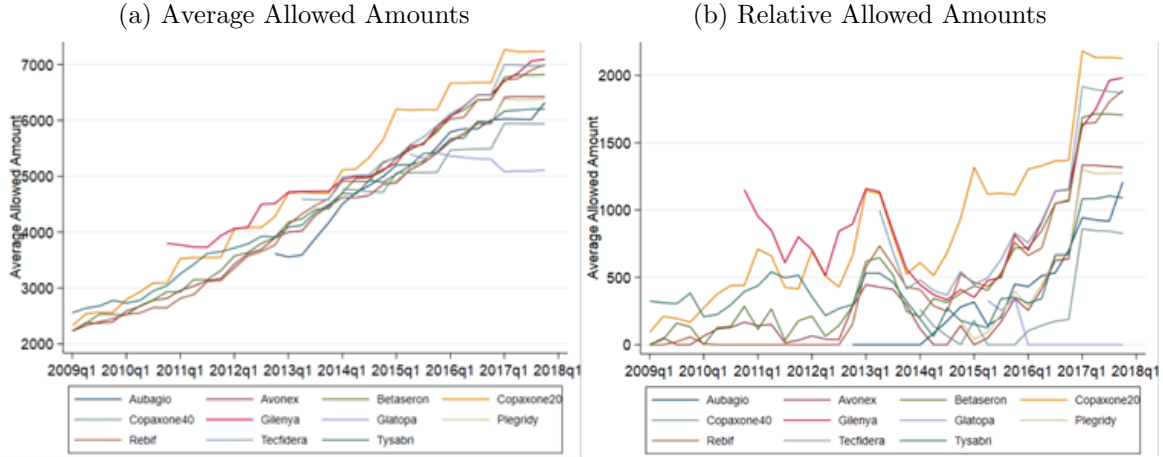 (a) Average Allowed Amounts
Average Allowed Amount
7000
6000
5000
4000
3000
2000
2009q1 2010q1 2011q1 2012q1 2013q1 2014q1 2015q1 2016q1 2017q1 2018q1
Aubagio Avonex Betaseron Copaxone20
Copaxone40 Gilenya Glatopa Plegridy
Rebif Tecfidera Tysabri
(b) Relative Allowed Amounts
Average Allowed Amount
2000
1500
1000
500
0
2009q1 2010q1 2011q1 2012q1 2013q1 2014q1 2015q1 2016q1 2017q1 2018q1
Aubagio Avonex Betaseron Copaxone20
Copaxone40 Gilenya Glatopa Plegridy
Rebif Tecfidera Tysabri